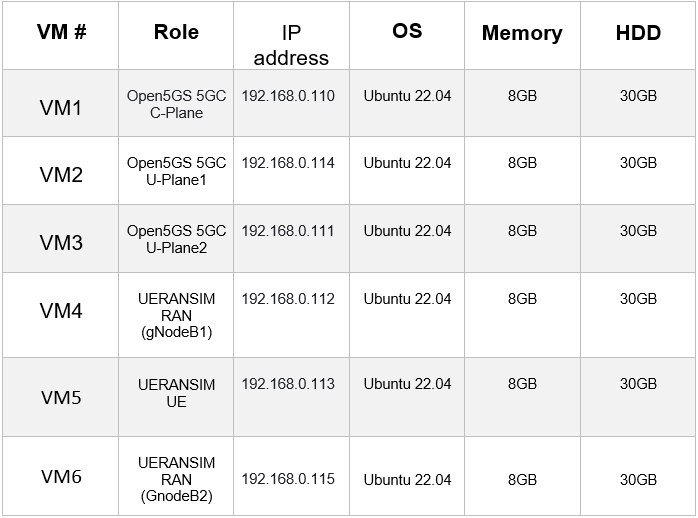 VM # Role IP address OS Memory HDD
VM1 Open5GS 5GC C-Plane 192.168.0.110 Ubuntu 22.04 8GB 30GB
VM2 Open5GS 5GC U-Plane1 192.168.0.114 Ubuntu 22.04 8GB 30GB
VM3 Open5GS 5GC U-Plane2 192.168.0.111 Ubuntu 22.04 8GB 30GB
VM4 UERANSIM RAN (gNodeB1) 192.168.0.112 Ubuntu 22.04 8GB 30GB
VM5 UERANSIM UE 192.168.0.113 Ubuntu 22.04 8GB 30GB
VM6 UERANSIM RAN (GnodeB2) 192.168.0.115 Ubuntu 22.04 8GB 30GB